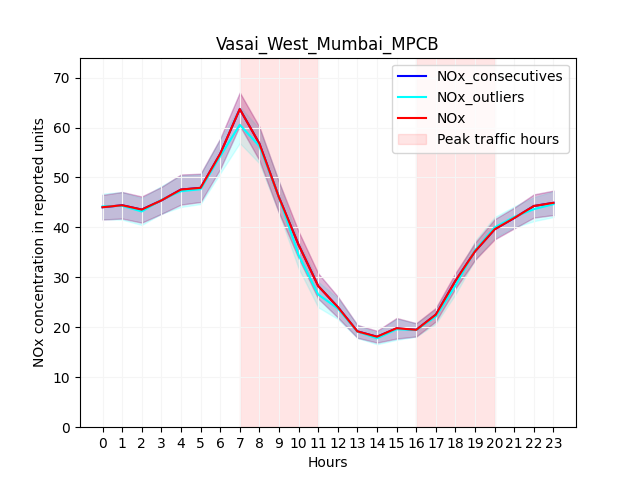 Vasai_West_Mumbai_MPCB
NOx concentration in reported units
70
60
50
40
30
20
10
0
NOx_consecutives
NOx_outliers
NOx
Peak traffic hours
0 1 2 3 4 5 6 7 8 9 10 11 12 13 14 15 16 17 18 19 20 21 22 23
Hours